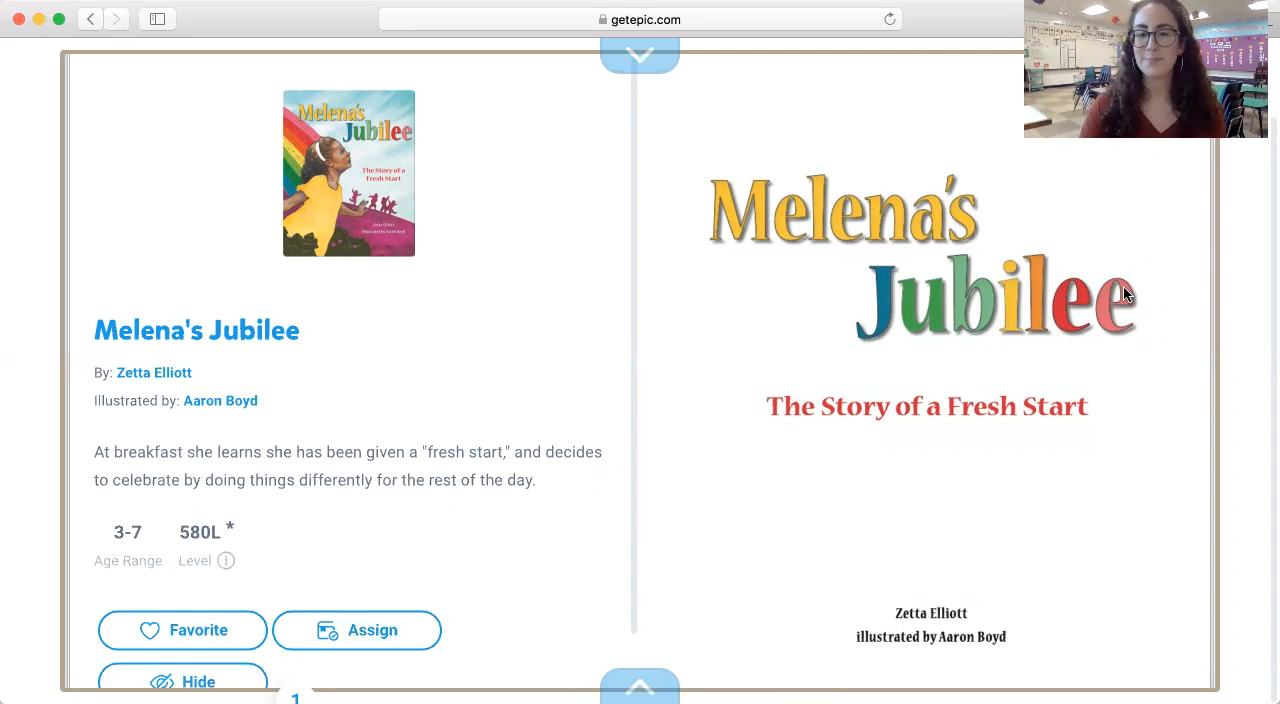 getepic.com
Melena's
Jubilee
The Story of a
Fresh Start
Zetta Elliott
illustrated by Aaron Boyd
Melena's Jubilee
By: Zetta Elliott
Illustrated by: Aaron Boyd
At breakfast she learns she has been given a "fresh start," and decides
to celebrate by doing things differently for the rest of the day.
3-7 580L *
Age Range Level i
Favorite Assign
Hide
1
Melena's
Jubilee
The Story of a Fresh Start
Zetta Elliott
illustrated by Aaron Boyd